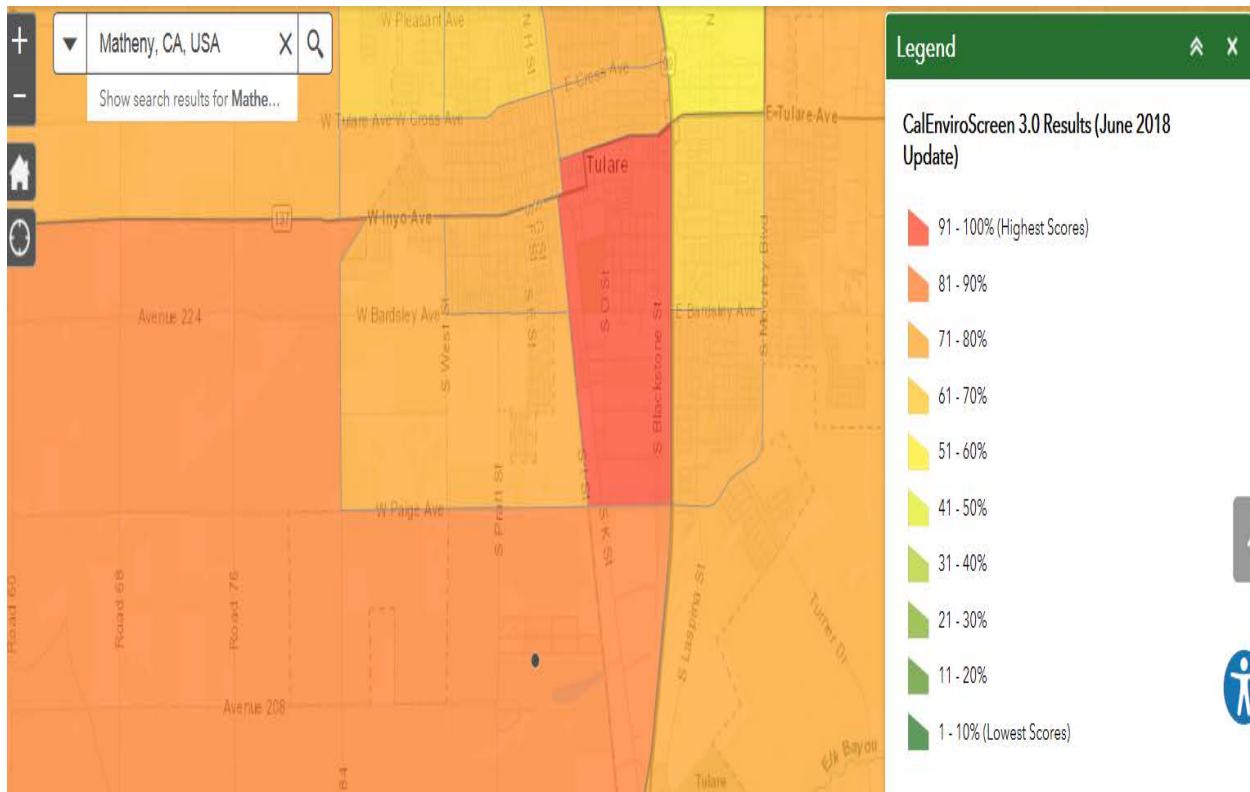 +
−
Matheny, CA, USA X
Show search results for Mathe...
W Pleasant Ave
N H St
N
E Cross Ave
W Tulare Ave W Cross Ave
E Tulare Ave
Tulare
137
W Inyo Ave
S Mooney Blvd
S O St
Avenue 224
W Bardsley Ave
S E St
E Bardsley Ave
S West St
S Blackstone St
S I St
W Paige Ave
S Pratt St
S K St
Road 60
Road 68
Road 76
S Laspina St
Turner Dr
Avenue 208
Elk Bayou
Tulare
Legend
CalEnviroScreen 3.0 Results (June 2018
Update)
91 - 100% (Highest Scores)
81 - 90%
71 - 80%
61 - 70%
51 - 60%
41 - 50%
31 - 40%
21 - 30%
11 - 20%
1 - 10% (Lowest Scores)